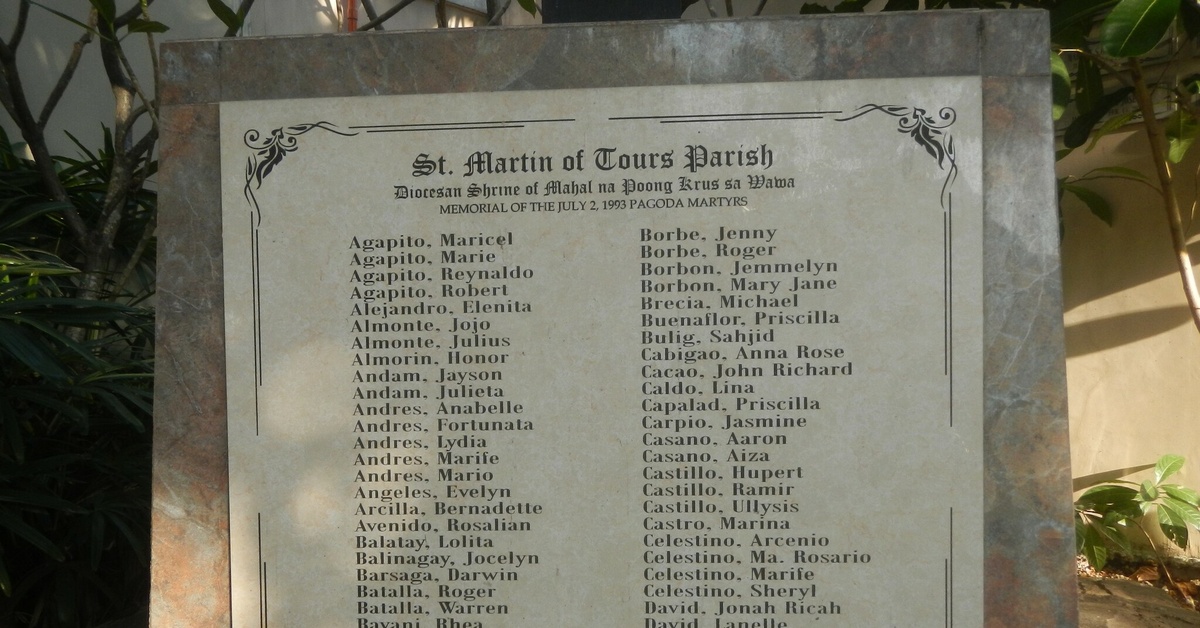 St. Martin of Tours Parish
Diocesan Shrine of Mahal na Poong Krus sa Wawa
MEMORIAL OF THE JULY 2, 1993 PAGODA MARTYRS
Agapito, Maricel
Agapito, Marie
Agapito, Reynaldo
Agapito, Robert
Alejandro, Elenita
Almonte, Jojo
Almonte, Julius
Almorin, Honor
Andam, Jayson
Andam, Julieta
Andres, Anabelle
Andres, Fortunata
Andres, Lydia
Andres, Marife
Andres, Mario
Angeles, Evelyn
Arcilla, Bernadette
Avenido, Rosalian
Balatay, Lolita
Balinagay, Jocelyn
Barsaga, Darwin
Batalla, Roger
Batalla, Warren
Bayani, Rhea
Borbe, Jenny
Borbe, Roger
Borbon, Jemmelyn
Borbon, Mary Jane
Brecia, Michael
Buenaflor, Priscilla
Bulig, Sahjid
Cabigao, Anna Rose
Cacao, John Richard
Caldo, Lina
Capalad, Priscilla
Carpio, Jasmine
Casano, Aaron
Casano, Aiza
Castillo, Hupert
Castillo, Ramir
Castillo, Ullysis
Castro, Marina
Celestino, Arcenio
Celestino, Ma. Rosario
Celestino, Marife
Celestino, Sheryl
David, Jonah Ricah
David, Lanelle